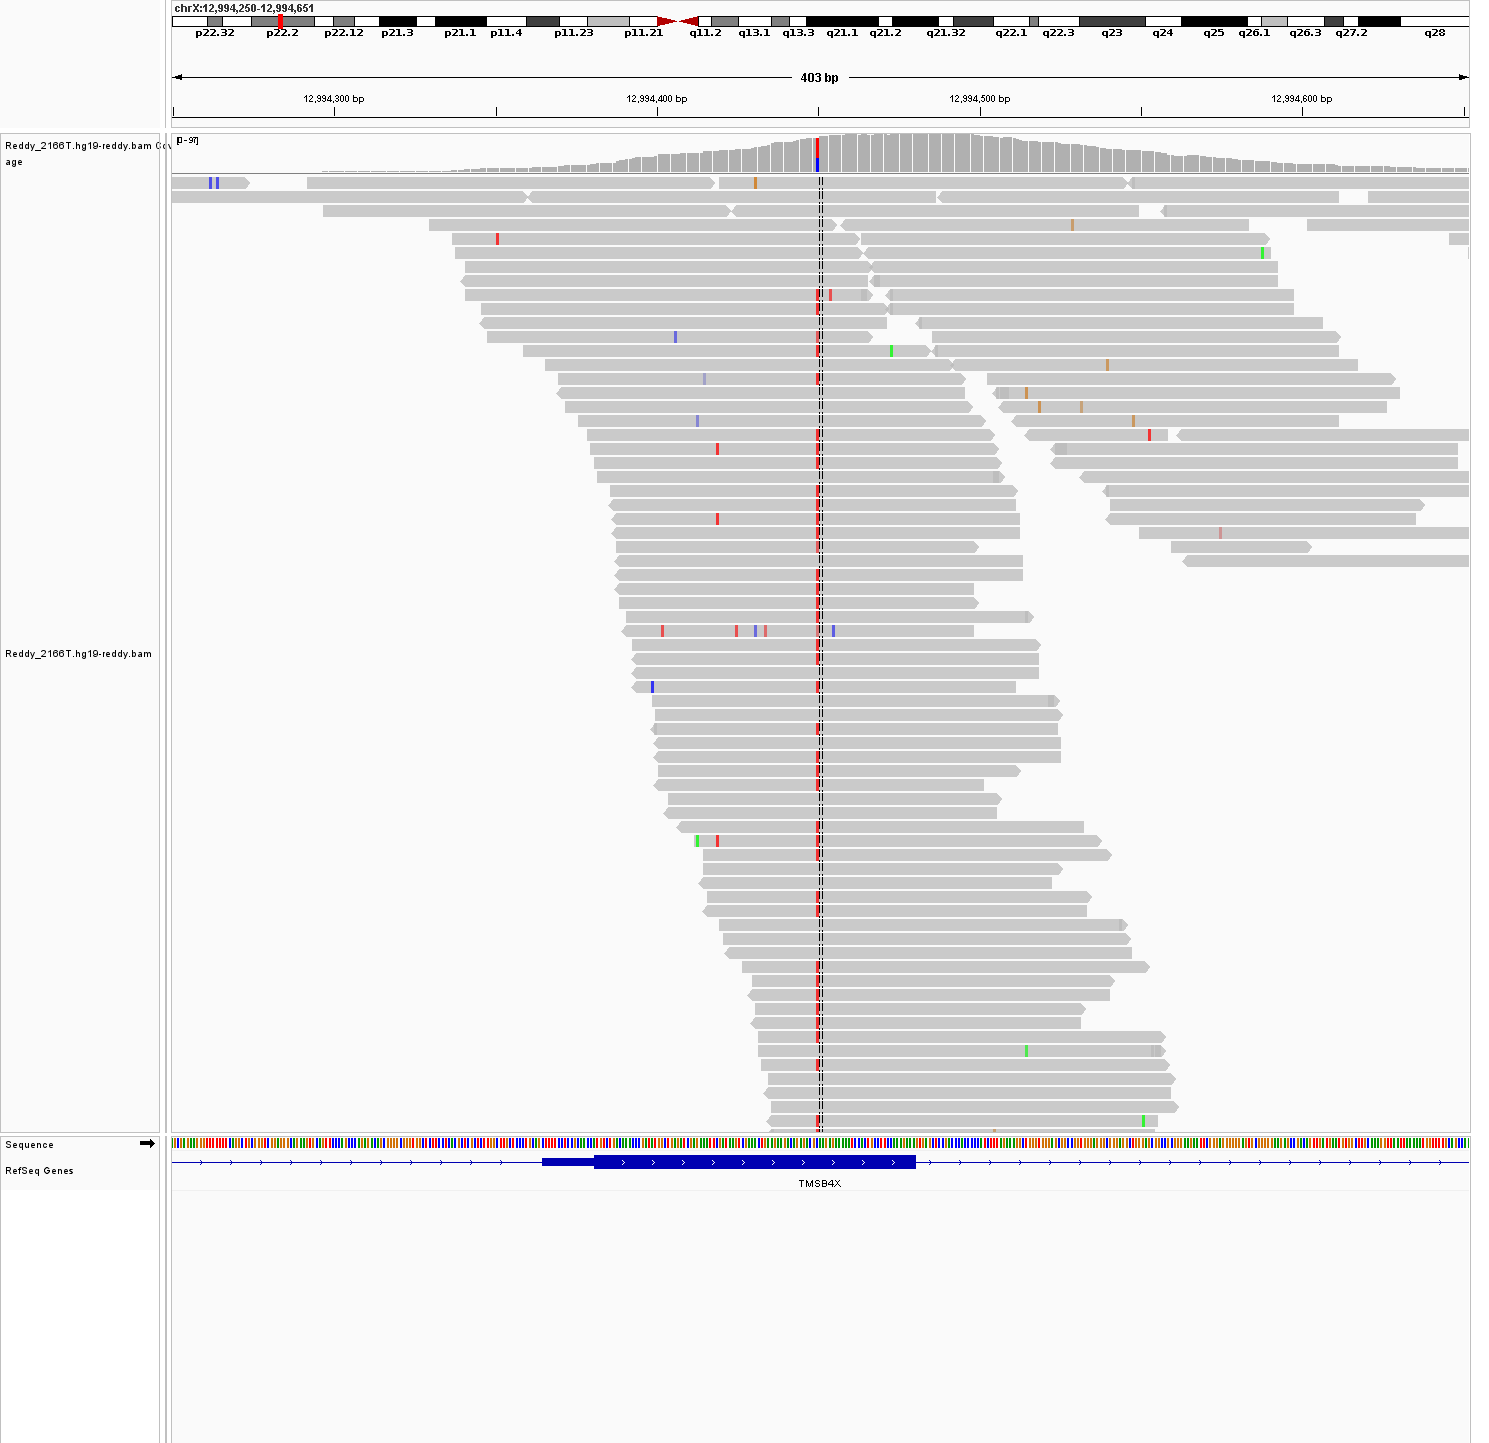 chrX:12,994,250-12,994,651
p22.32 p22.2 p22.12 p21.3 p21.1 p11.4 p11.23 p11.21 q11.2 q13.1 q13.3 q21.1 q21.2 q21.32 q22.1 q22.3 q23 q24 q25 q26.1 q26.3 q27.2 q28
403 bp
12,994,300 bp 12,994,400 bp 12,994,500 bp 12,994,600 bp
[0 - 97]
Reddy_2166T.hg19-reddy.bam Cov
age
Reddy_2166T.hg19-reddy.bam
Sequence
RefSeq Genes
TMSB4X